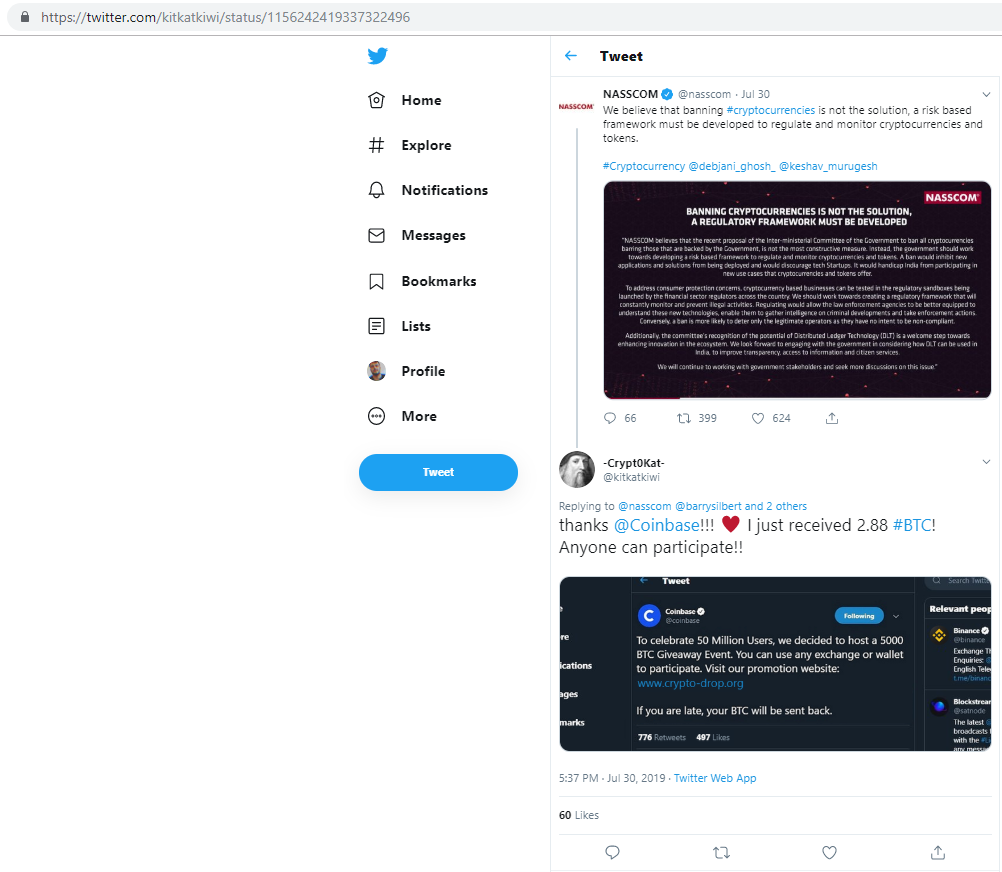 https://twitter.com/kitkatkiwi/status/1156242419337322496
Home
Explore
Notifications
Messages
Bookmarks
Lists
Profile
More
Tweet
Tweet
NASSCOM
NASSCOM @nasscom · Jul 30
We believe that banning #cryptocurrencies is not the solution, a risk based
framework must be developed to regulate and monitor cryptocurrencies and
tokens.
#Cryptocurrency @debjani_ghosh_ @keshav_murugesh
NASSCOM
BANNING CRYPTOCURRENCIES IS NOT THE SOLUTION,
A REGULATORY FRAMEWORK MUST BE DEVELOPED
"NASSCOM believes that the recent proposal of the Inter-ministerial Committee of the Government to ban all cryptocurrencies
barring those that are backed by the Government, is not the most constructive measure. Instead, the government should work
towards developing a risk based framework to regulate and monitor cryptocurrencies and tokens. A ban would inhibit new
applications and solutions from being deployed and would discourage tech Startups. It would handicap India from participating in
new use cases that cryptocurrencies and tokens offer.
To address consumer protection concerns, cryptocurrency based businesses can be tested in the regulatory sandboxes being
launched by the financial sector regulators across the country. We should work towards creating a regulatory framework that will
constantly monitor and prevent illegal activities. Regulating would allow the law enforcement agencies to be better equipped to
understand these new technologies, enable them to gather intelligence on criminal developments and take enforcement actions.
Conversely, a ban is more likely to deter only the legitimate operators as they have no intent to be non-compliant.
Additionally, the committee's recognition of the potential of Distributed Ledger Technology (DLT) is a welcome step towards
enhancing innovation in the ecosystem. We look forward to engaging with the government in considering how DLT can be used in
India, to improve transparency, access to information and citizen services.
We will continue to working with government stakeholders and seek more discussions on this issue."
66 399 624
-Crypt0Kat-
@kitkatkiwi
Replying to @nasscom @barrysilbert and 2 others
thanks @Coinbase!!! ♥ I just received 2.88 #BTC!
Anyone can participate!!
Tweet
Search Twitte
Coinbase
@coinbase
Following
To celebrate 50 Million Users, we decided to host a 5000
BTC Giveaway Event. You can use any exchange or wallet
to participate. Visit our promotion website:
www.crypto-drop.org
If you are late, your BTC will be sent back.
776 Retweets 497 Likes
e
re
ications
ages
marks
Relevant peop
Binance
@binance
Exchange Th
Enquiries:
English Tele
t.me/binanc
Blockstream
@satnode
The latest
broadcasts t
with the #Li
any messa
5:37 PM · Jul 30, 2019 · Twitter Web App
60 Likes